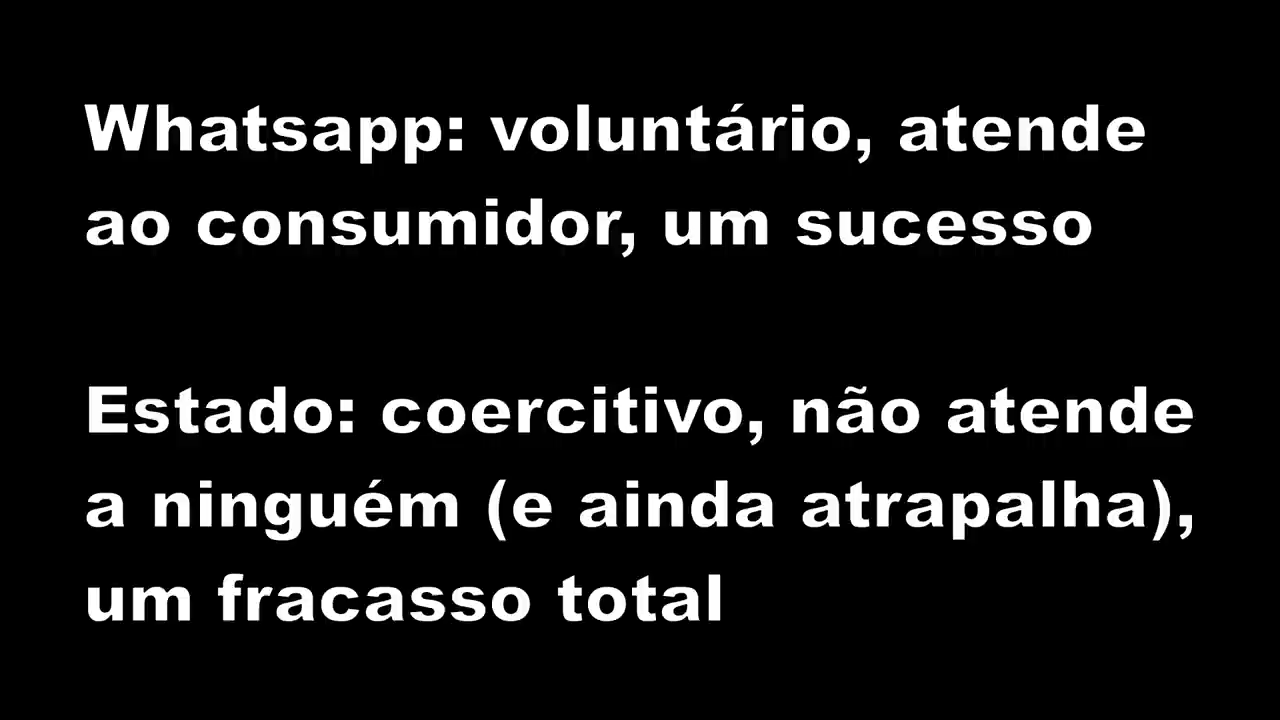 Whatsapp: voluntário, atende
ao consumidor, um sucesso
Estado: coercitivo, não atende
a ninguém (e ainda atrapalha),
um fracasso total